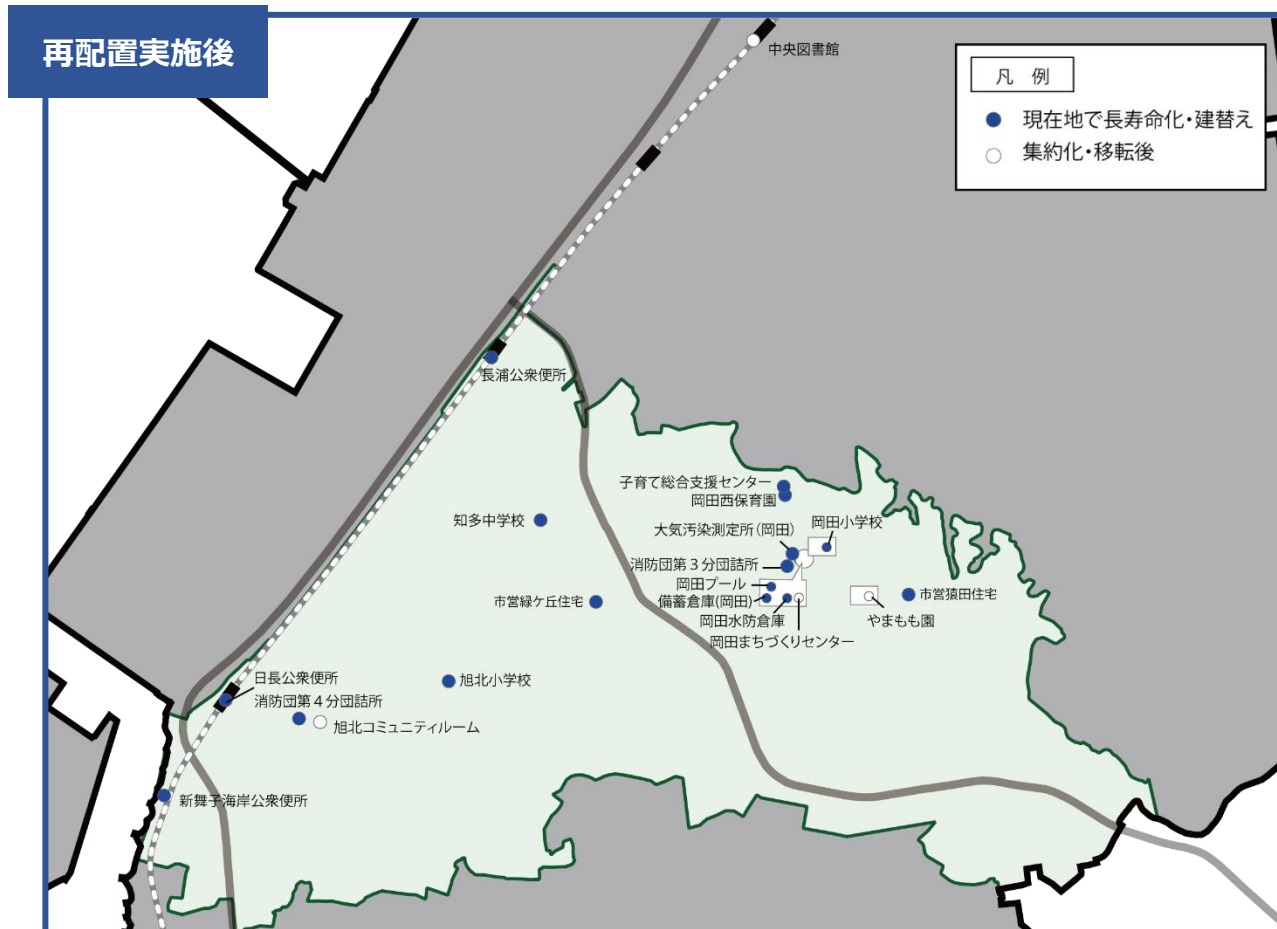 再配置実施後
中央図書館
凡 例
現在地で長寿命化・建替え
集約化・移転後
長浦公衆便所
子育て総合支援センター
岡田西保育園
知多中学校
大気汚染測定所(岡田)
岡田小学校
消防団第3分団詰所
岡田プール
市営緑ケ丘住宅
備蓄倉庫(岡田)
市営猿田住宅
岡田水防倉庫
やまもも園
岡田まちづくりセンター
日長公衆便所
旭北小学校
消防団第4分団詰所
旭北コミュニティルーム
新舞子海岸公衆便所